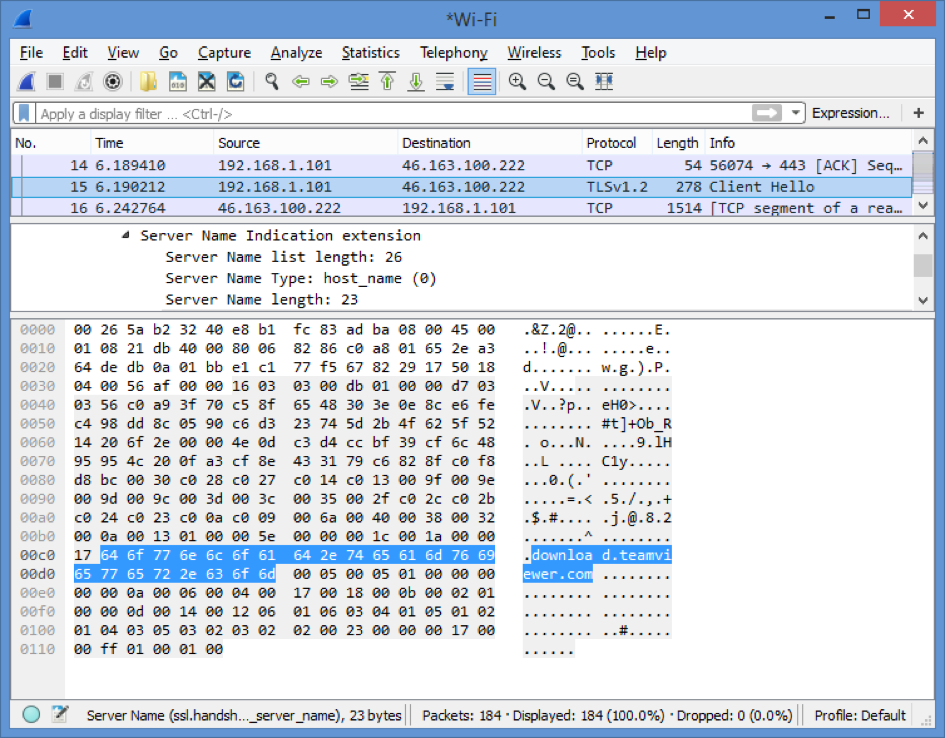 *Wi-Fi
File Edit View Go Capture Analyze Statistics Telephony Wireless Tools Help
Apply a display filter ... <Ctrl-/> Expression... +
No. Time Source Destination Protocol Length Info
14 6.189410 192.168.1.101 46.163.100.222 TCP 54 56074 → 443 [ACK] Seq…
15 6.190212 192.168.1.101 46.163.100.222 TLSv1.2 278 Client Hello
16 6.242764 46.163.100.222 192.168.1.101 TCP 1514 [TCP segment of a rea…
Server Name Indication extension
Server Name list length: 26
Server Name Type: host_name (0)
Server Name length: 23
0000 00 26 5a b2 32 40 e8 b1 fc 83 ad ba 08 00 45 00 .&Z.2@.. ......E.
0010 01 08 21 db 40 00 80 06 82 86 c0 a8 01 65 2e a3 ..!.@... .....e..
0020 64 de db 0a 01 bb e1 c1 77 f5 67 82 29 17 50 18 d....... w.g.).P.
0030 04 00 56 af 00 00 16 03 03 00 db 01 00 00 d7 03 ..V..... ........
0040 03 56 c0 a9 3f 70 c5 8f 65 48 30 3e 0e 8c e6 fe .V..?p.. eH0>....
0050 c4 98 dd 8c 05 90 c6 d3 23 74 5d 2b 4f 62 5f 52 ........ #t]+Ob_R
0060 14 20 6f 2e 00 00 4e 0d c3 d4 cc bf 39 cf 6c 48 . o...N. ....9.lH
0070 95 95 4c 20 0f a3 cf 8e 43 31 79 c6 82 8f c0 f8 ..L .... C1y.....
0080 d8 bc 00 30 c0 28 c0 27 c0 14 c0 13 00 9f 00 9e ...0.(.' ........
0090 00 9d 00 9c 00 3d 00 3c 00 35 00 2f c0 2c c0 2b .....=.< .5./.,.+
00a0 c0 24 c0 23 c0 0a c0 09 00 6a 00 40 00 38 00 32 .$.#.... .j.@.8.2
00b0 00 0a 00 13 01 00 00 5e 00 00 00 1c 00 1a 00 00 .......^ ........
00c0 17 64 6f 77 6e 6c 6f 61 64 2e 74 65 61 6d 76 69 .downloa d.teamvi
00d0 65 77 65 72 2e 63 6f 6d 00 05 00 05 01 00 00 00 ewer.com ........
00e0 00 00 0a 00 06 00 04 00 17 00 18 00 0b 00 02 01 ........ ........
00f0 00 00 0d 00 14 00 12 06 01 06 03 04 01 05 01 02 ........ ........
0100 01 04 03 05 03 02 03 02 02 00 23 00 00 00 17 00 ........ ..#.....
0110 00 ff 01 00 01 00 ......
Server Name (ssl.handsh…_server_name), 23 bytes Packets: 184 · Displayed: 184 (100.0%) · Dropped: 0 (0.0%) Profile: Default